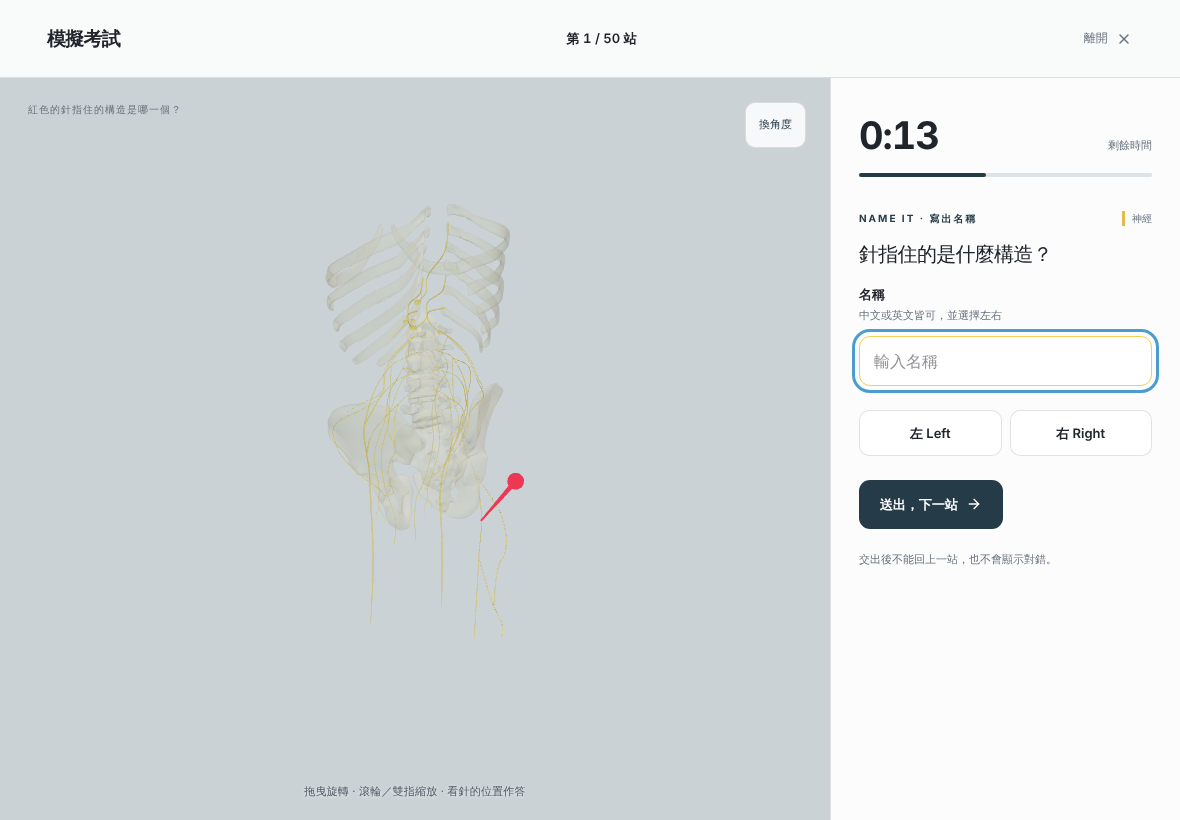 模擬考試
第 1 / 50 站
離開
紅色的針指住的構造是哪一個？
換角度
0:13
剩餘時間
NAME IT · 寫出名稱
神經
針指住的是什麼構造？
名稱
中文或英文皆可，並選擇左右
輸入名稱
左 Left
右 Right
送出，下一站
交出後不能回上一站，也不會顯示對錯。
拖曳旋轉 · 滾輪／雙指縮放 · 看針的位置作答